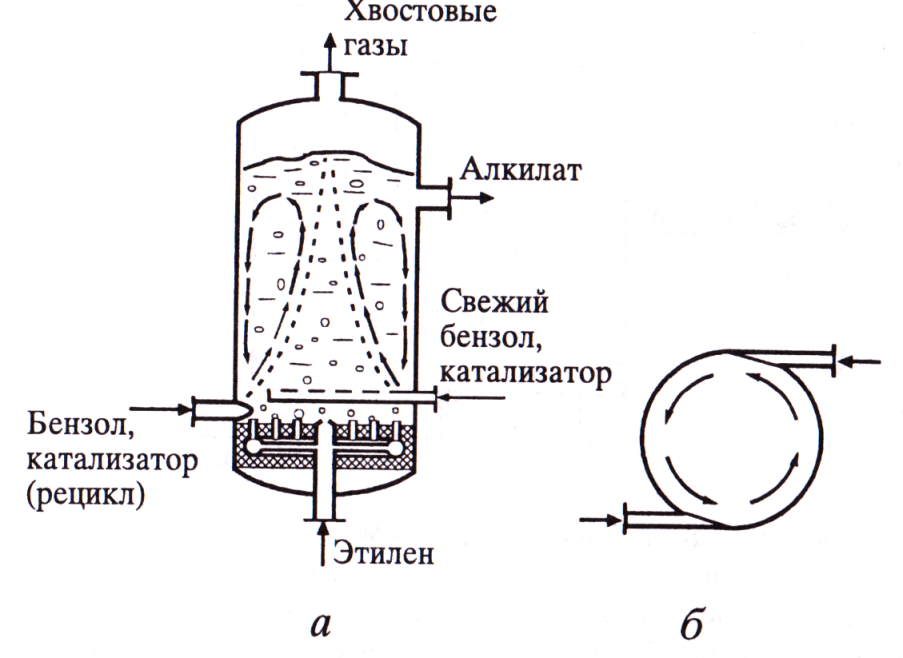 Хвостовые
газы
Алкилат
Свежий
бензол,
катализатор
Бензол,
катализатор
(рецикл)
Этилен
а
б